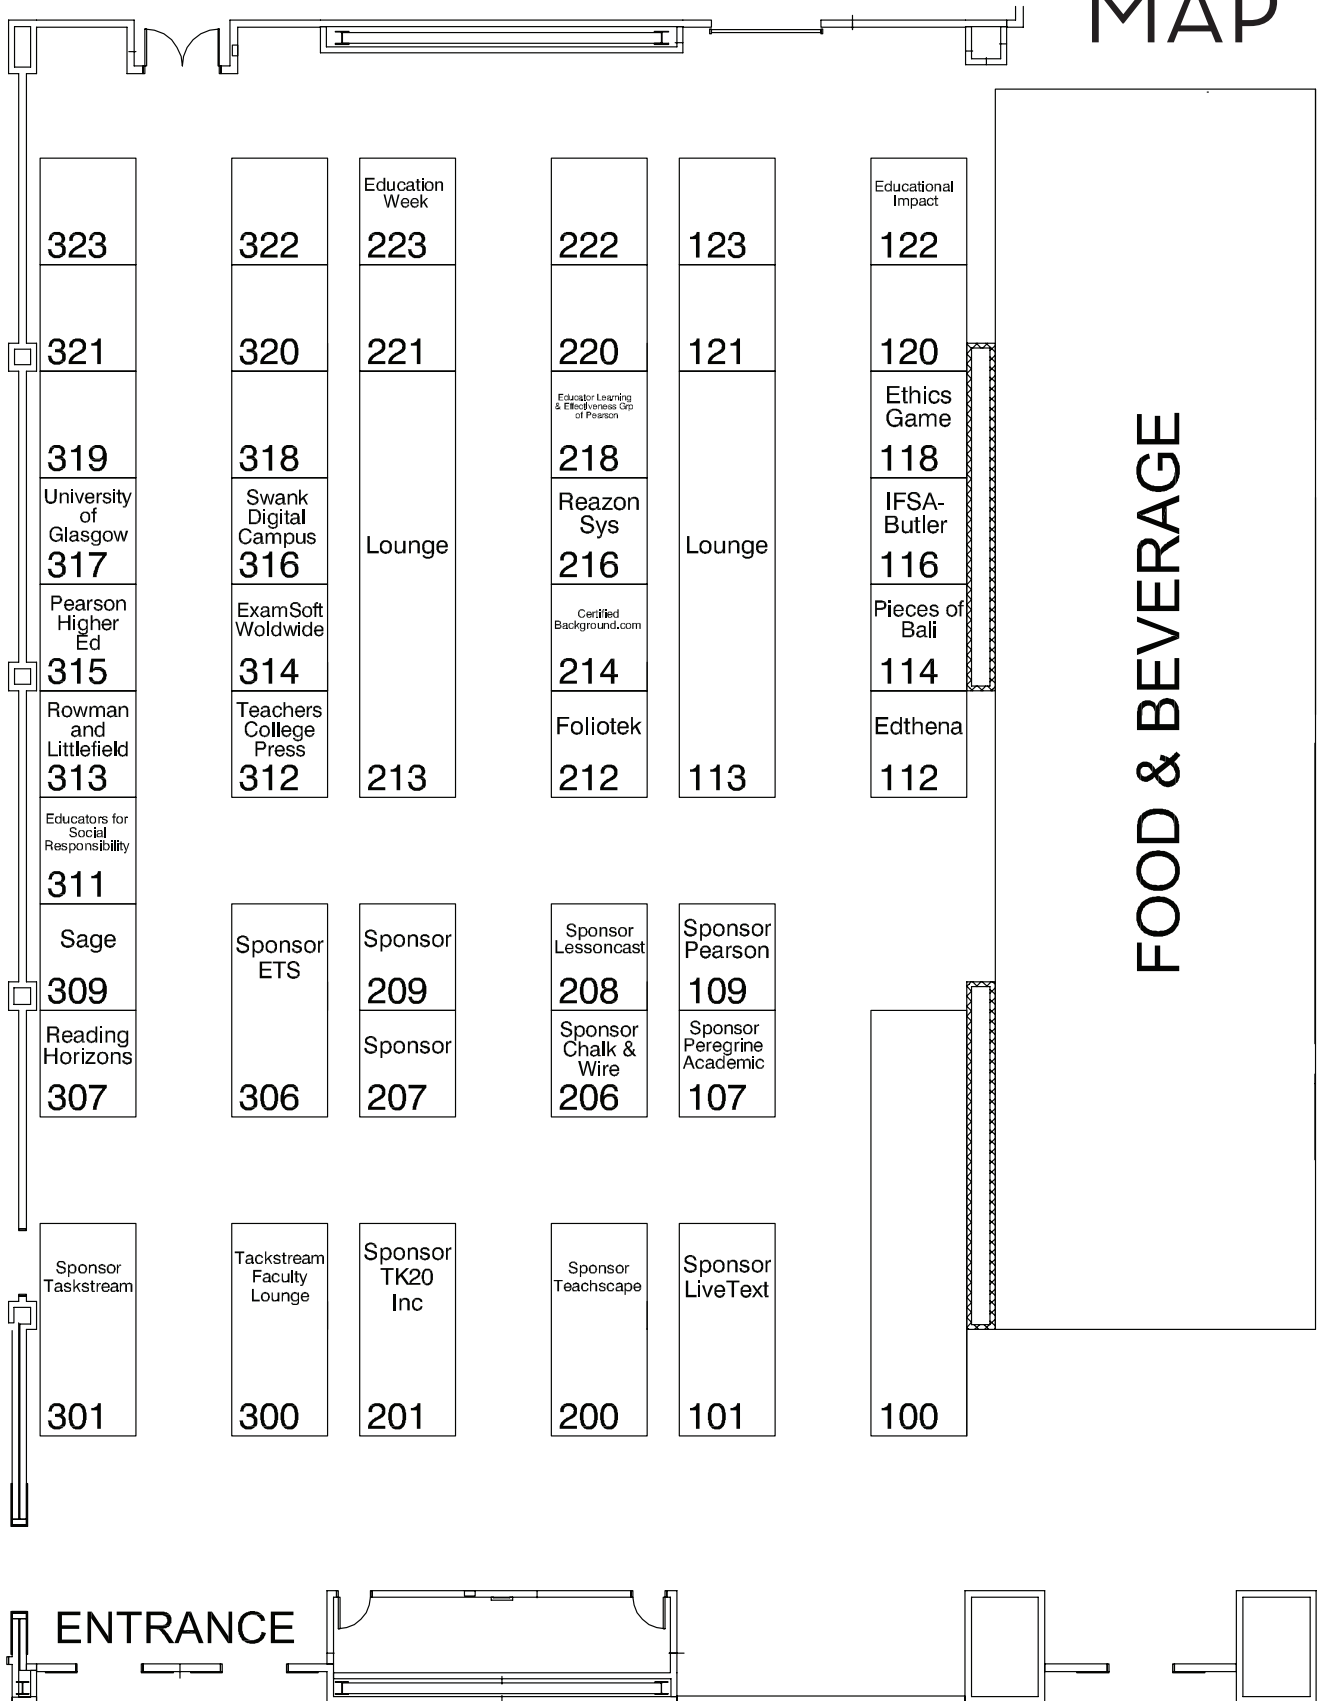 MAP
323
322
Education
Week
223
222
123
Educational
Impact
122
321
320
221
220
121
120
319
318
Educator Learning
& Effectiveness Grp
of Pearson
218
Ethics
Game
118
University
of
Glasgow
317
Swank
Digital
Campus
316
Lounge
Reazon
Sys
216
Lounge
IFSA-
Butler
116
Pearson
Higher
Ed
315
ExamSoft
Woldwide
314
Certified
Background.com
214
Pieces of
Bali
114
Rowman
and
Littlefield
313
Teachers
College
Press
312
213
Foliotek
212
113
Edthena
112
FOOD & BEVERAGE
Educators for
Social
Responsibility
311
Sage
309
Sponsor
ETS
306
Sponsor
209
Sponsor
Lessoncast
208
Sponsor
Pearson
109
Reading
Horizons
307
Sponsor
207
Sponsor
Chalk &
Wire
206
Sponsor
Peregrine
Academic
107
Sponsor
Taskstream
301
Tackstream
Faculty
Lounge
300
Sponsor
TK20
Inc
201
Sponsor
Teachscape
200
Sponsor
LiveText
101
100
ENTRANCE